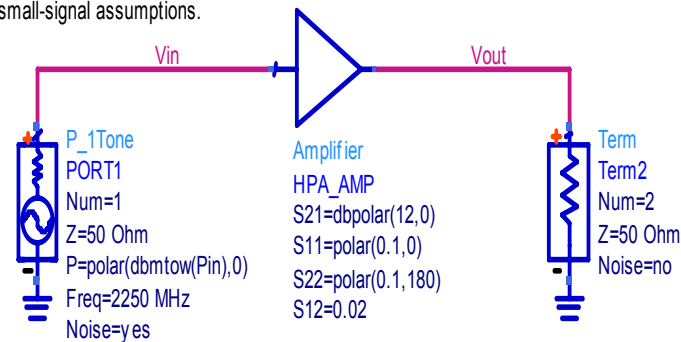 small-signal assumptions.
Vin
Vout
P_1Tone
PORT1
Num=1
Z=50 Ohm
P=polar(dbmtow(Pin),0)
Freq=2250 MHz
Noise=yes
Amplifier
HPA_AMP
S21=dbpolar(12,0)
S11=polar(0.1,0)
S22=polar(0.1,180)
S12=0.02
Term
Term2
Num=2
Z=50 Ohm
Noise=no